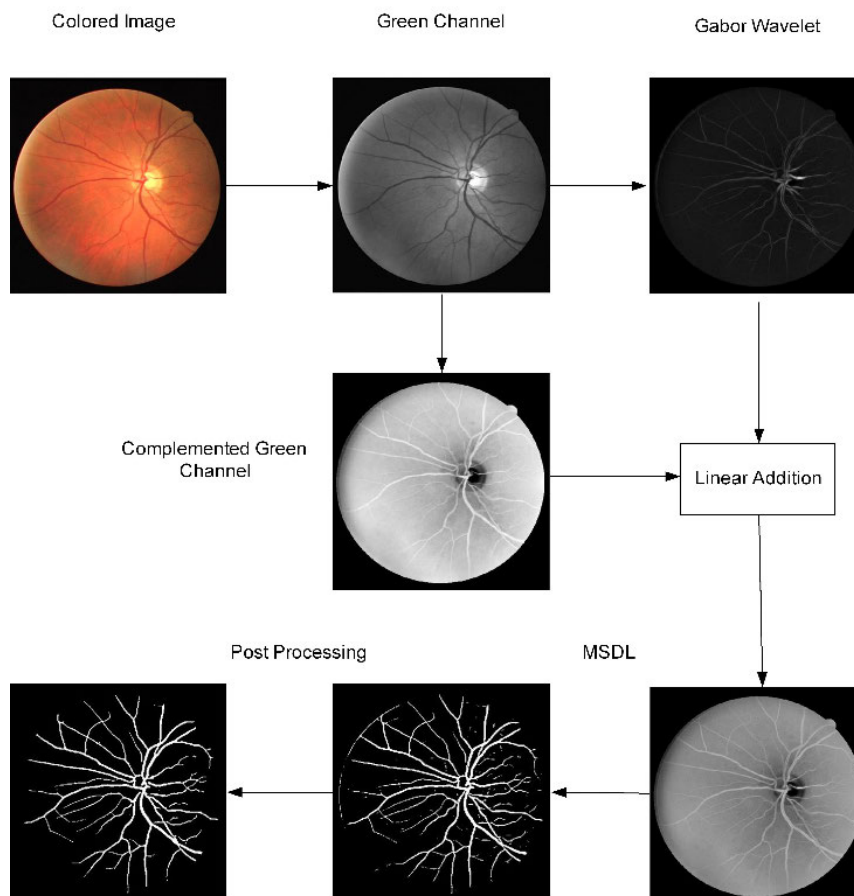 Colored Image
Green Channel
Gabor Wavelet
Complemented Green
Channel
Linear Addition
Post Processing
MSDL